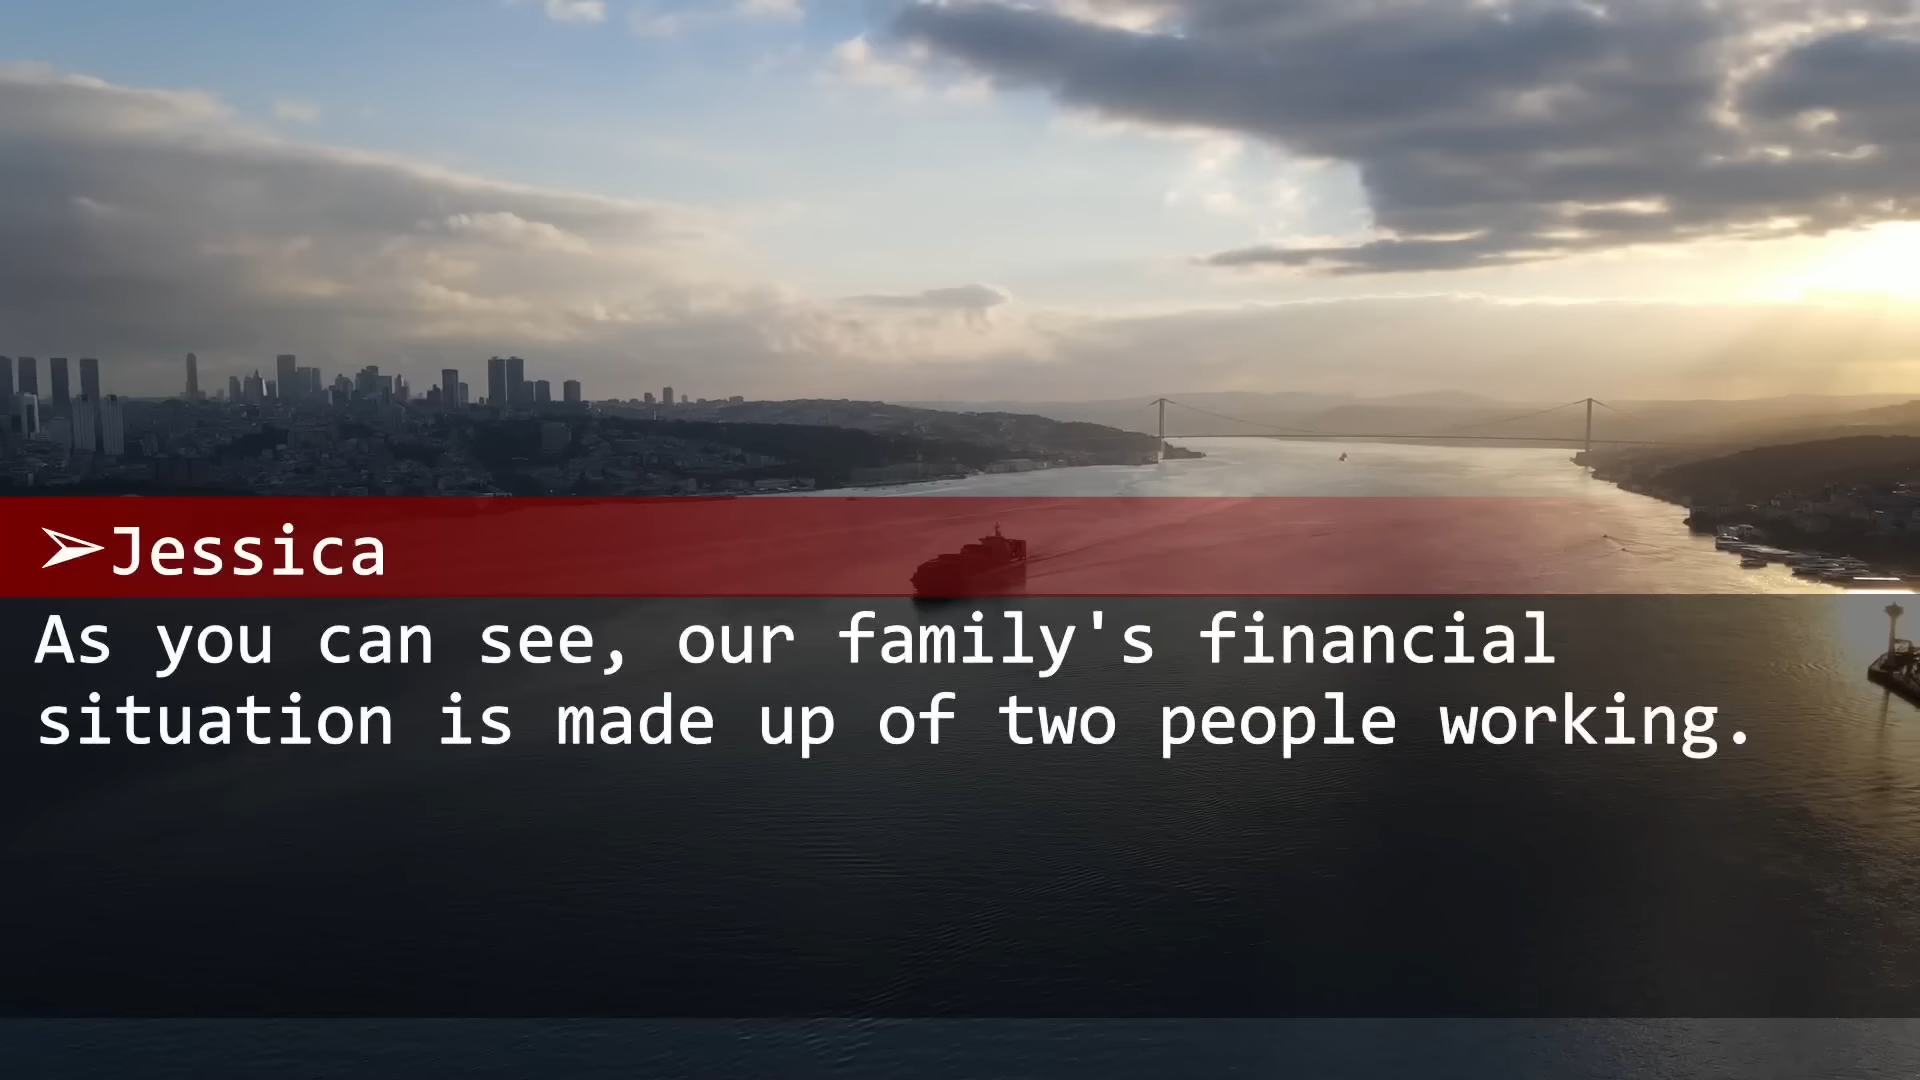 ➢Jessica
As you can see, our family's financial
situation is made up of two people working.